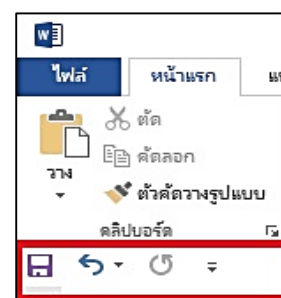 W
ไฟล์ หน้าแรก
ตัด
คัดลอก
วาง
ตัวคัดวางรูปแบบ
คลิปบอร์ด